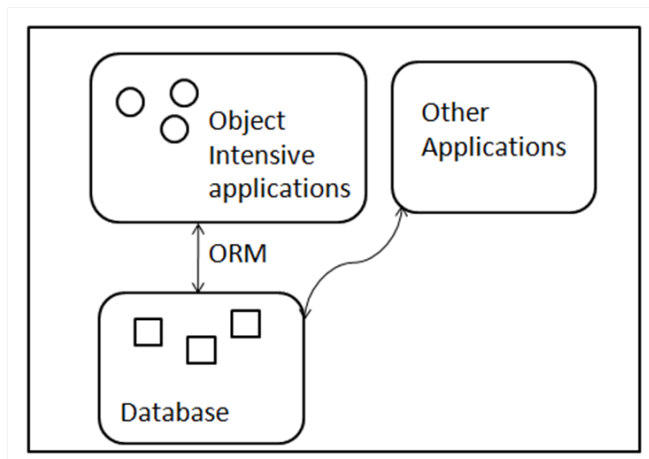 Object
Intensive
applications
Other
Applications
ORM
Database